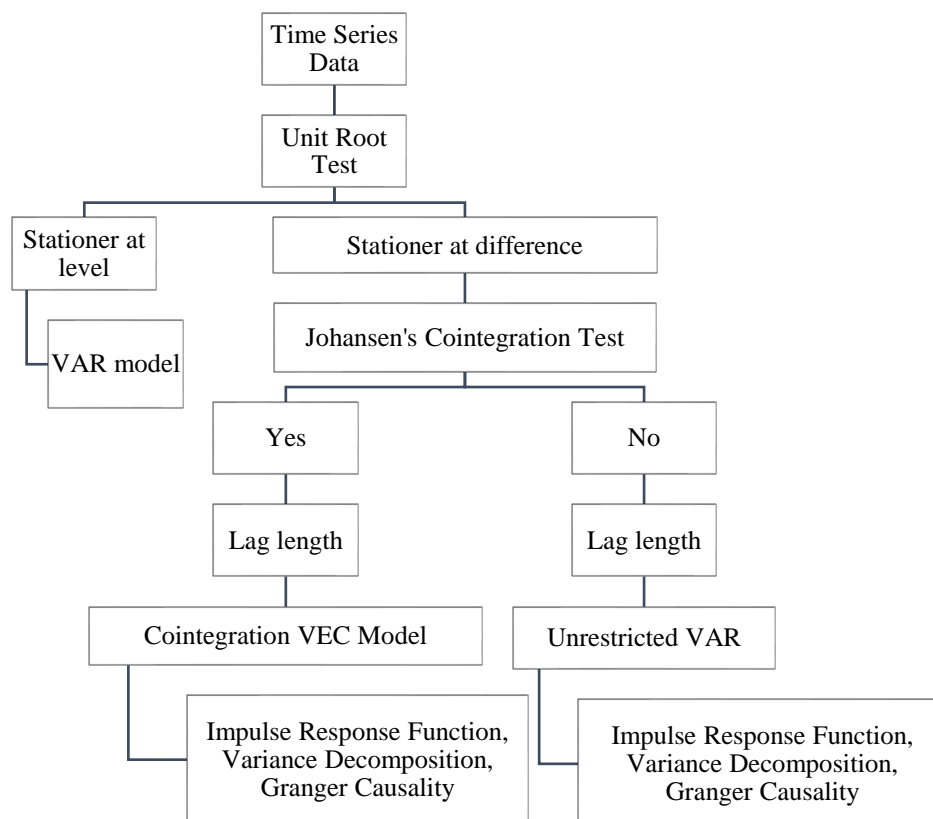 Time Series
Data
Unit Root
Test
Stationer at
level
Stationer at difference
VAR model
Johansen's Cointegration Test
Yes
No
Lag length
Lag length
Cointegration VEC Model
Unrestricted VAR
Impulse Response Function,
Variance Decomposition,
Granger Causality
Impulse Response Function,
Variance Decomposition,
Granger Causality